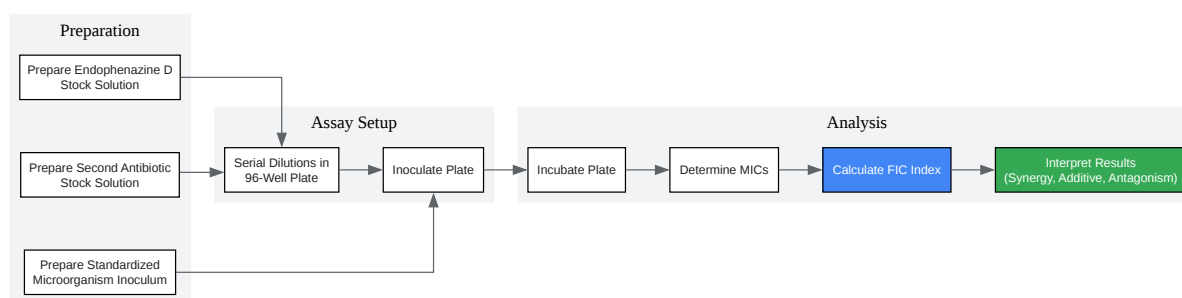 Preparation
Prepare Endophenazine D
Stock Solution
Prepare Second Antibiotic
Stock Solution
Prepare Standardized
Microorganism Inoculum
Assay Setup
Serial Dilutions in
96-Well Plate
Inoculate Plate
Analysis
Incubate Plate
Determine MICs
Calculate FIC Index
Interpret Results
(Synergy, Additive, Antagonism)